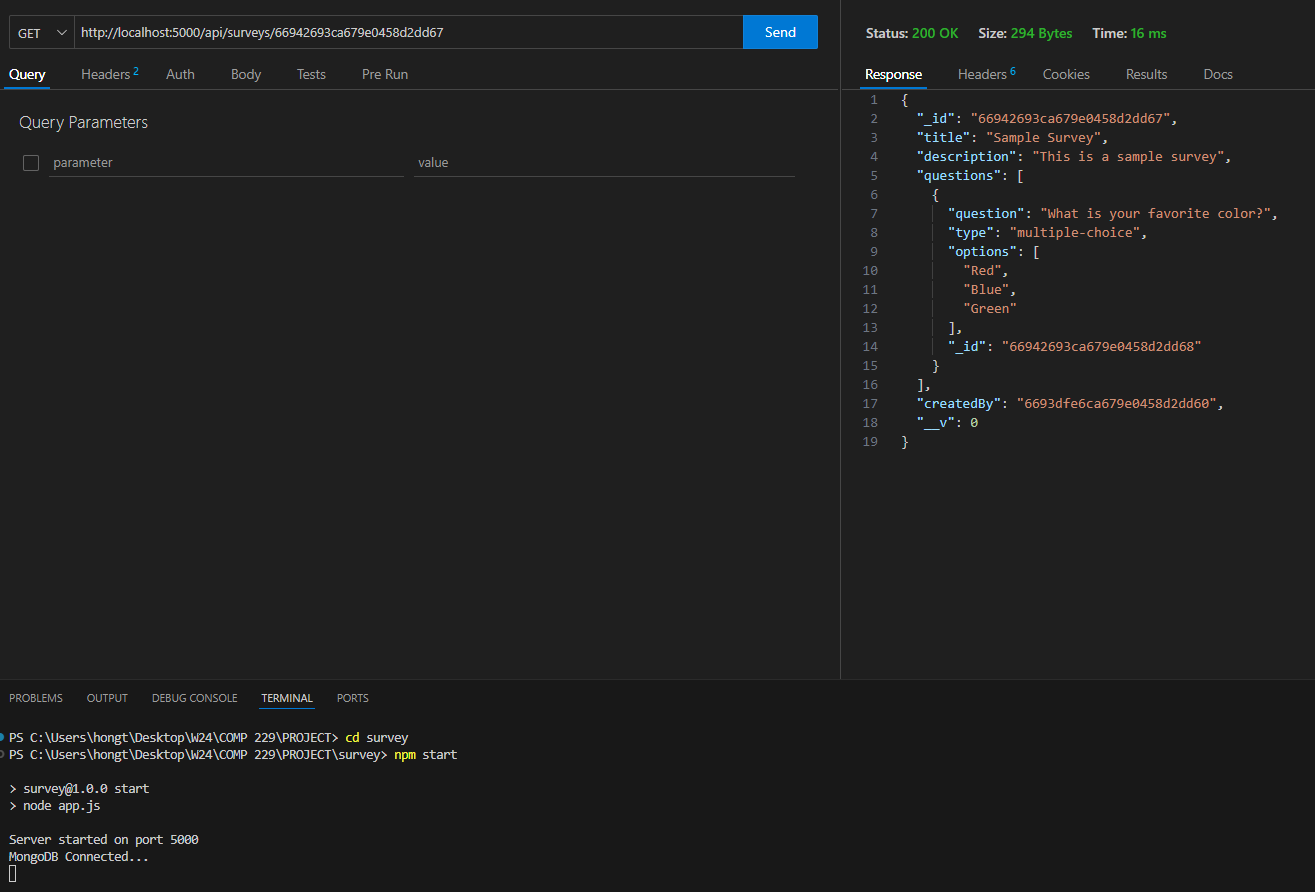 GET http://localhost:5000/api/surveys/66942693ca679e0458d2dd67 Send
Query Headers 2 Auth Body Tests Pre Run
Query Parameters
parameter value
Status: 200 OK Size: 294 Bytes Time: 16 ms
Response Headers 6 Cookies Results Docs
1 {
2 "_id": "66942693ca679e0458d2dd67",
3 "title": "Sample Survey",
4 "description": "This is a sample survey",
5 "questions": [
6 {
7 "question": "What is your favorite color?",
8 "type": "multiple-choice",
9 "options": [
10 "Red",
11 "Blue",
12 "Green"
13 ],
14 "_id": "66942693ca679e0458d2dd68"
15 }
16 ],
17 "createdBy": "6693dfe6ca679e0458d2dd60",
18 "__v": 0
19 }
PROBLEMS OUTPUT DEBUG CONSOLE TERMINAL PORTS
PS C:\Users\hongt\Desktop\W24\COMP 229\PROJECT> cd survey
PS C:\Users\hongt\Desktop\W24\COMP 229\PROJECT\survey> npm start
> survey@1.0.0 start
> node app.js
Server started on port 5000
MongoDB Connected...